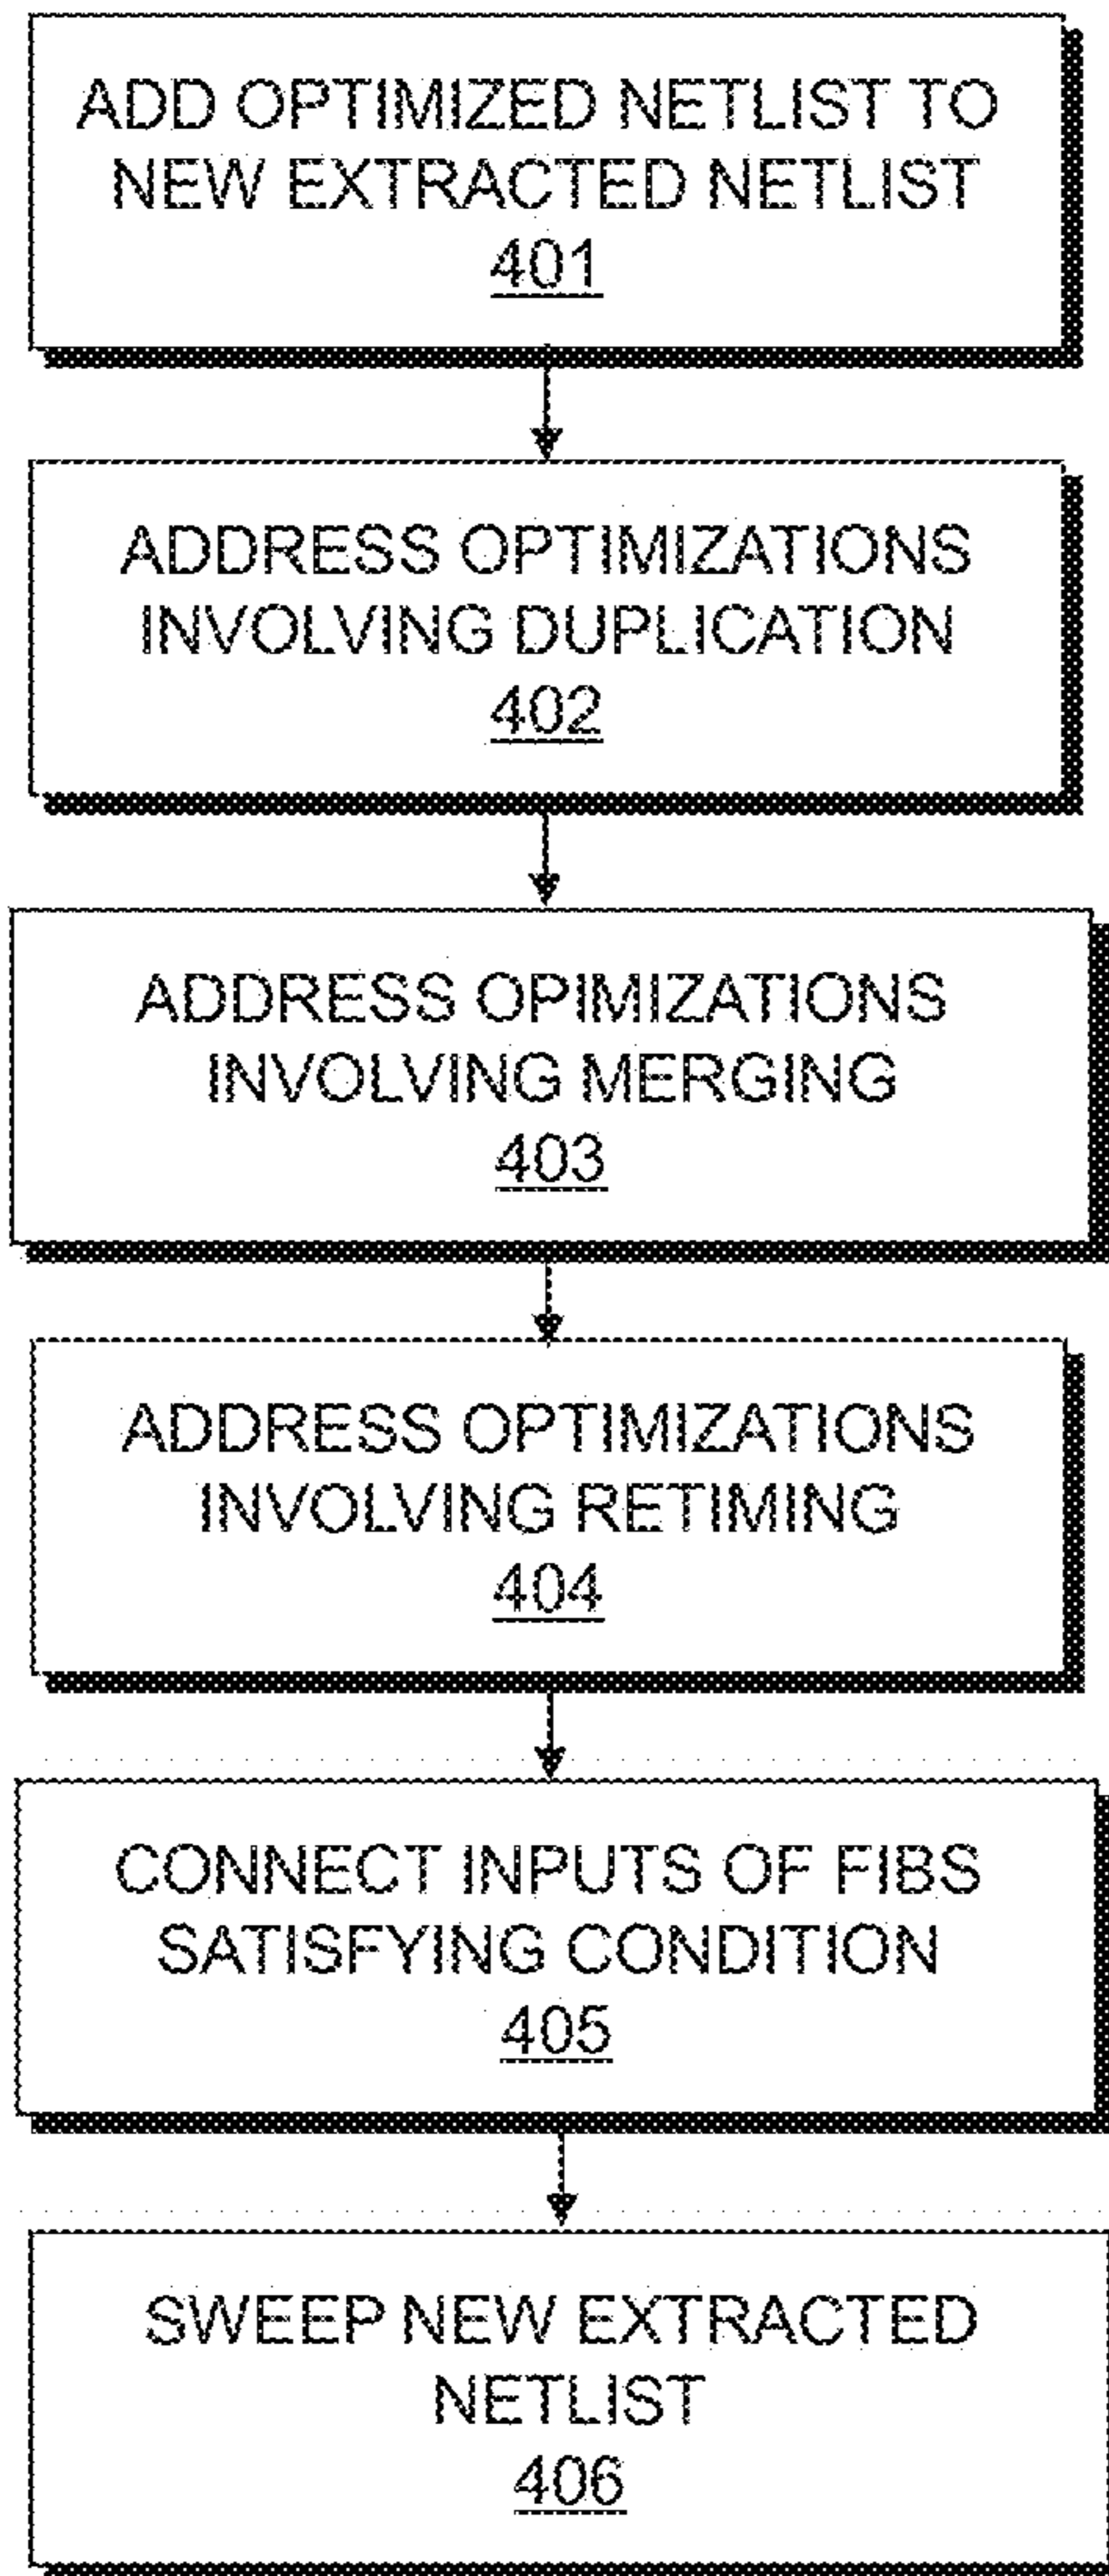 ADD OPTIMIZED NETLIST TO
NEW EXTRACTED NETLIST
401
ADDRESS OPTIMIZATIONS
INVOLVING DUPLICATION
402
ADDRESS OPIMIZATIONS
INVOLVING MERGING
403
ADDRESS OPTIMIZATIONS
INVOLVING RETIMING
404
CONNECT INPUTS OF FIBS
SATISFYING CONDITION
405
SWEEP NEW EXTRACTED
NETLIST
406